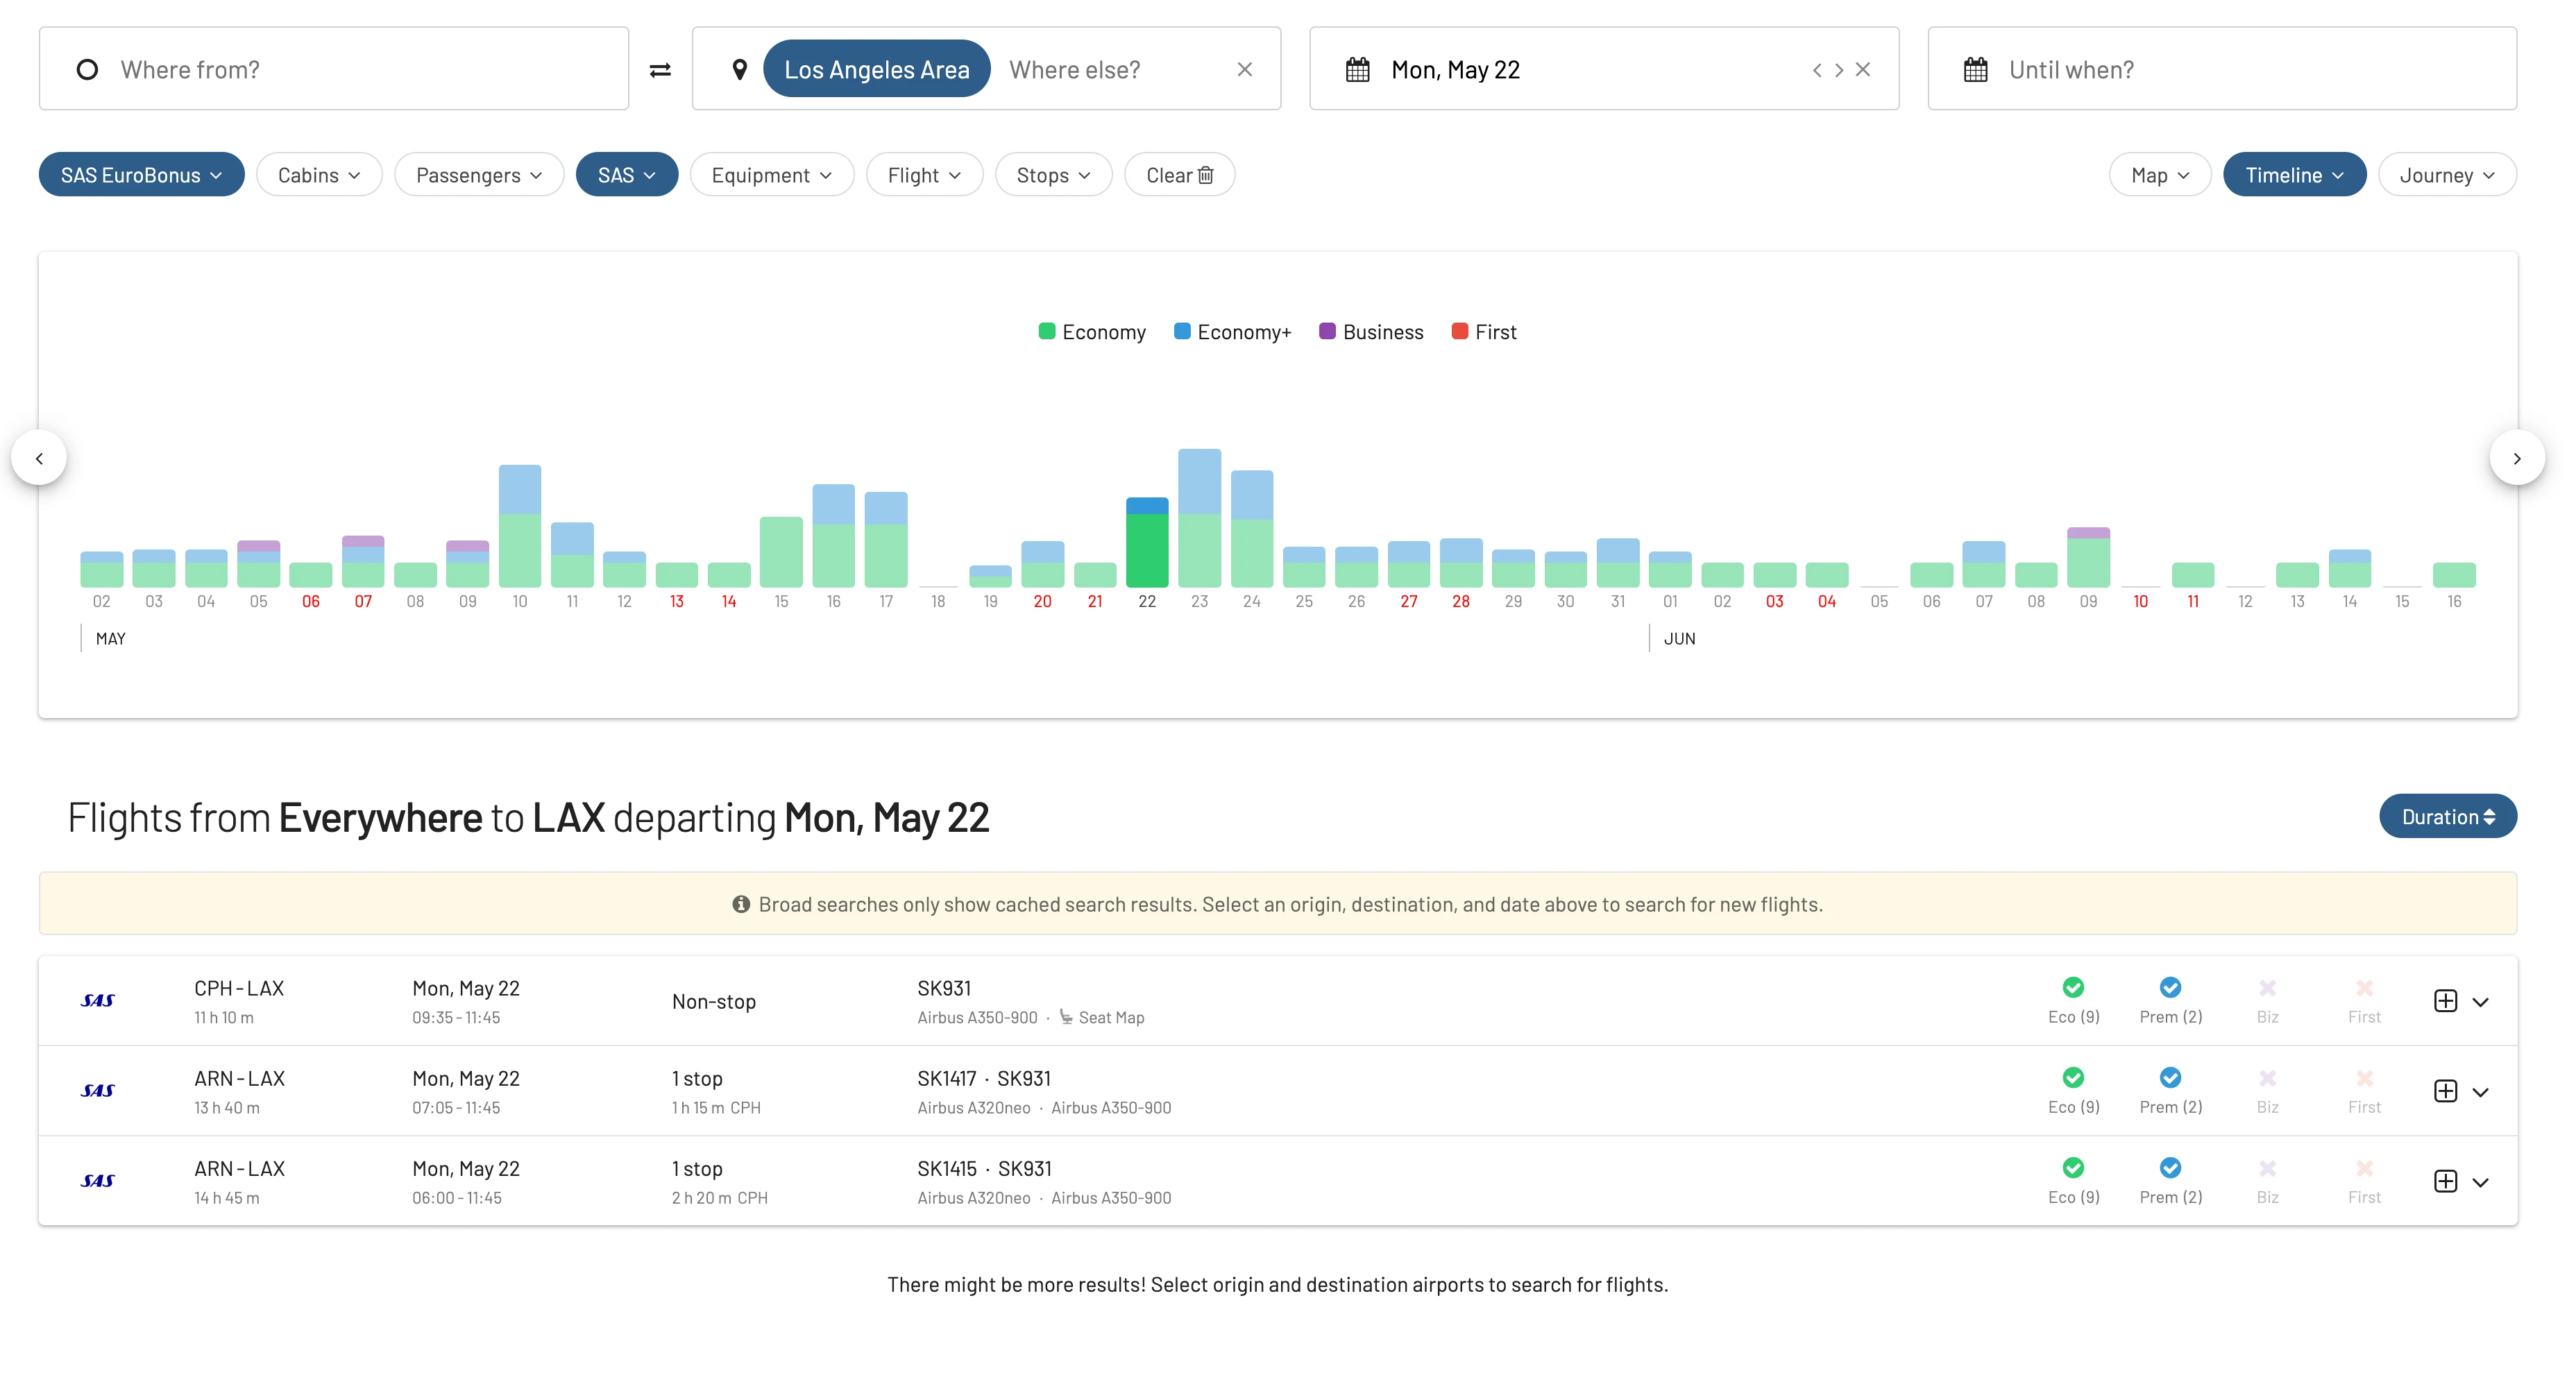 Where from?
Los Angeles Area Where else?
Mon, May 22
Until when?
SAS EuroBonus Cabins Passengers SAS Equipment Flight Stops Clear Map Timeline Journey
Economy Economy+ Business First
02 03 04 05 06 07 08 09 10 11 12 13 14 15 16 17 18 19 20 21 22 23 24 25 26 27 28 29 30 31 01 02 03 04 05 06 07 08 09 10 11 12 13 14 15 16
MAY JUN
Flights from Everywhere to LAX departing Mon, May 22
Duration
Broad searches only show cached search results. Select an origin, destination, and date above to search for new flights.
SAS
CPH - LAX
11 h 10 m
Mon, May 22
09:35 - 11:45
Non-stop
SK931
Airbus A350-900 · Seat Map
Eco (9) Prem (2) Biz First
SAS
ARN - LAX
13 h 40 m
Mon, May 22
07:05 - 11:45
1 stop
1 h 15 m CPH
SK1417 · SK931
Airbus A320neo · Airbus A350-900
Eco (9) Prem (2) Biz First
SAS
ARN - LAX
14 h 45 m
Mon, May 22
06:00 - 11:45
1 stop
2 h 20 m CPH
SK1415 · SK931
Airbus A320neo · Airbus A350-900
Eco (9) Prem (2) Biz First
There might be more results! Select origin and destination airports to search for flights.